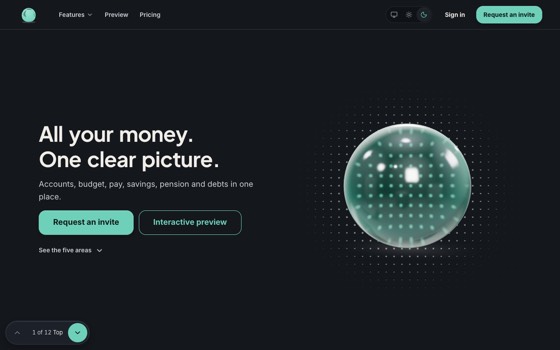 Features
Preview
Pricing
Sign in
Request an invite
All your money.
One clear picture.
Accounts, budget, pay, savings, pension and debts in one
place.
Request an invite
Interactive preview
See the five areas
1 of 12 Top